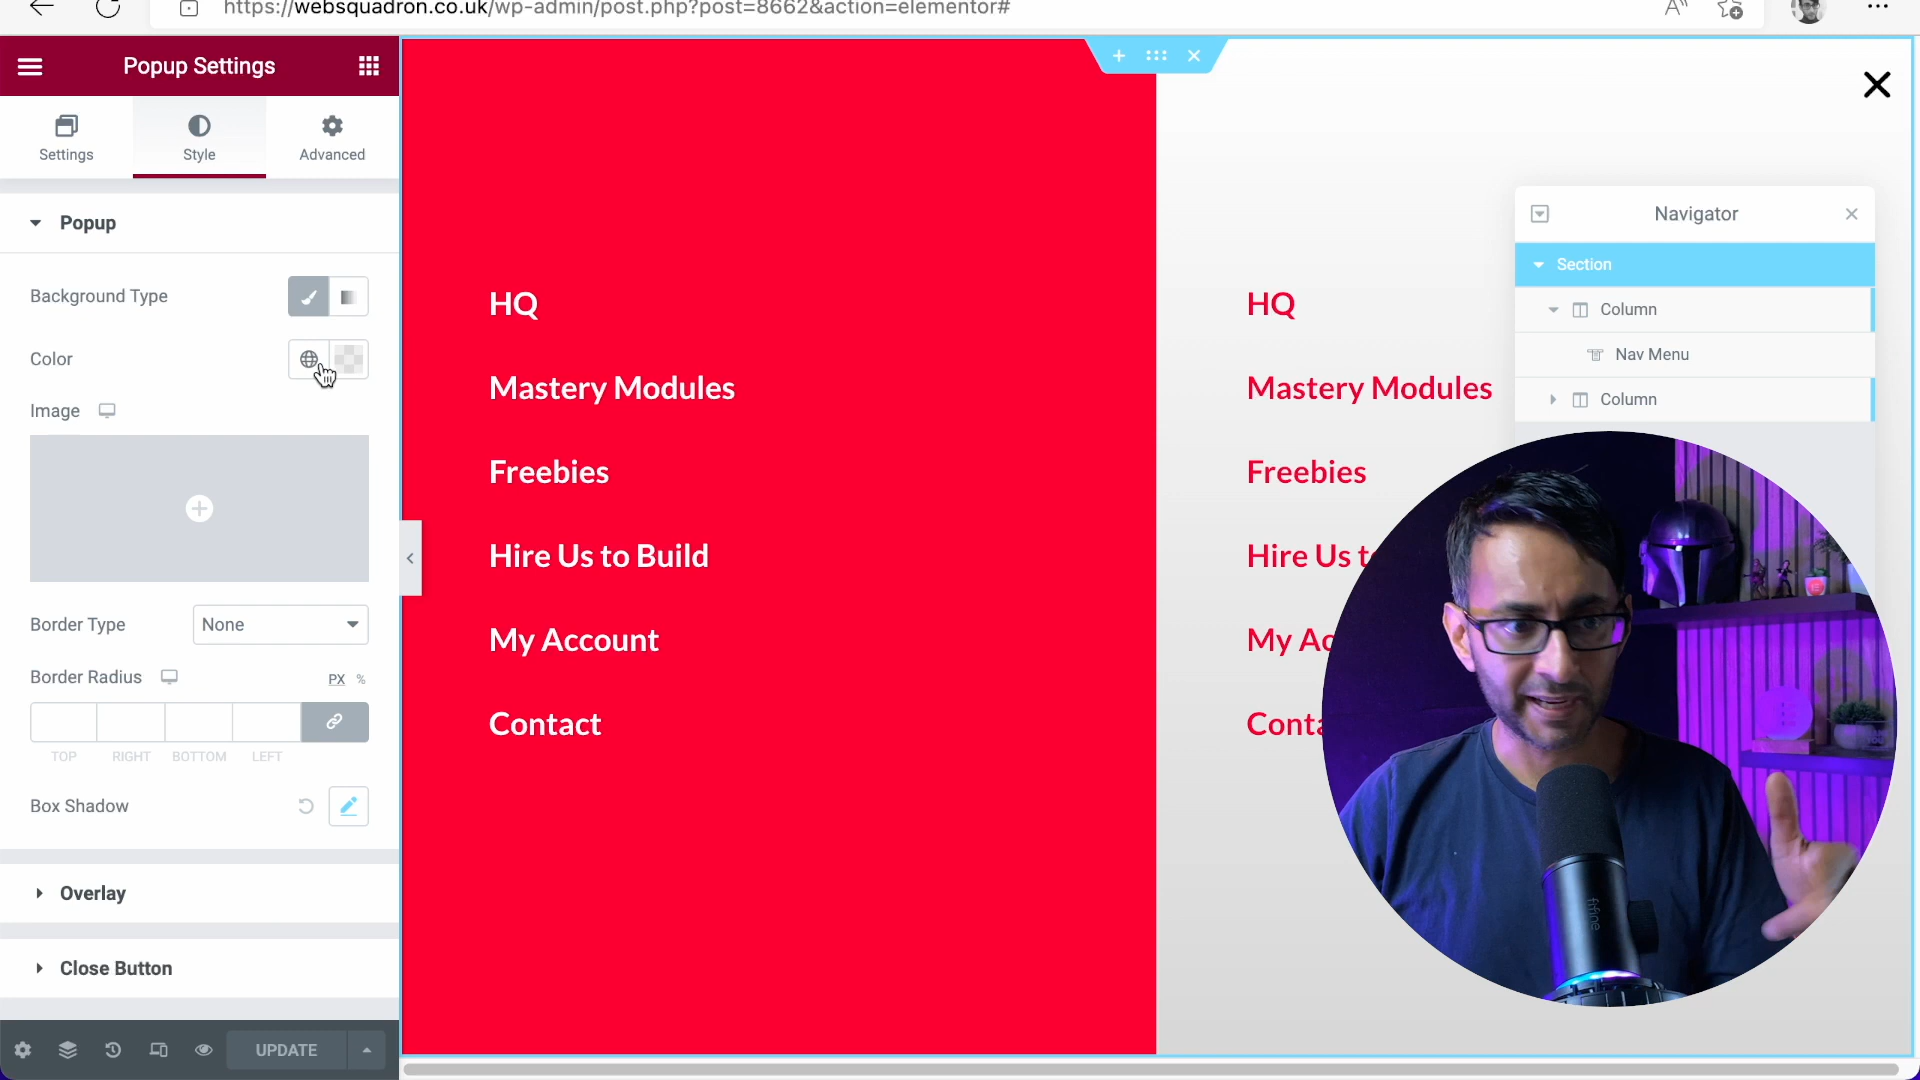 https://websquadron.co.uk/wp-admin/post.php?post=8662&action=elementor#
Popup Settings
Settings
Style
Advanced
Popup
Background Type
Color
Image
Border Type
None
Border Radius
PX %
TOP RIGHT BOTTOM LEFT
Box Shadow
Overlay
Close Button
UPDATE
HQ
Mastery Modules
Freebies
Hire Us to Build
My Account
Contact
HQ
Mastery Modules
Freebies
Hire Us t
My Ac
Conta
Navigator
Section
Column
Nav Menu
Column
fifine